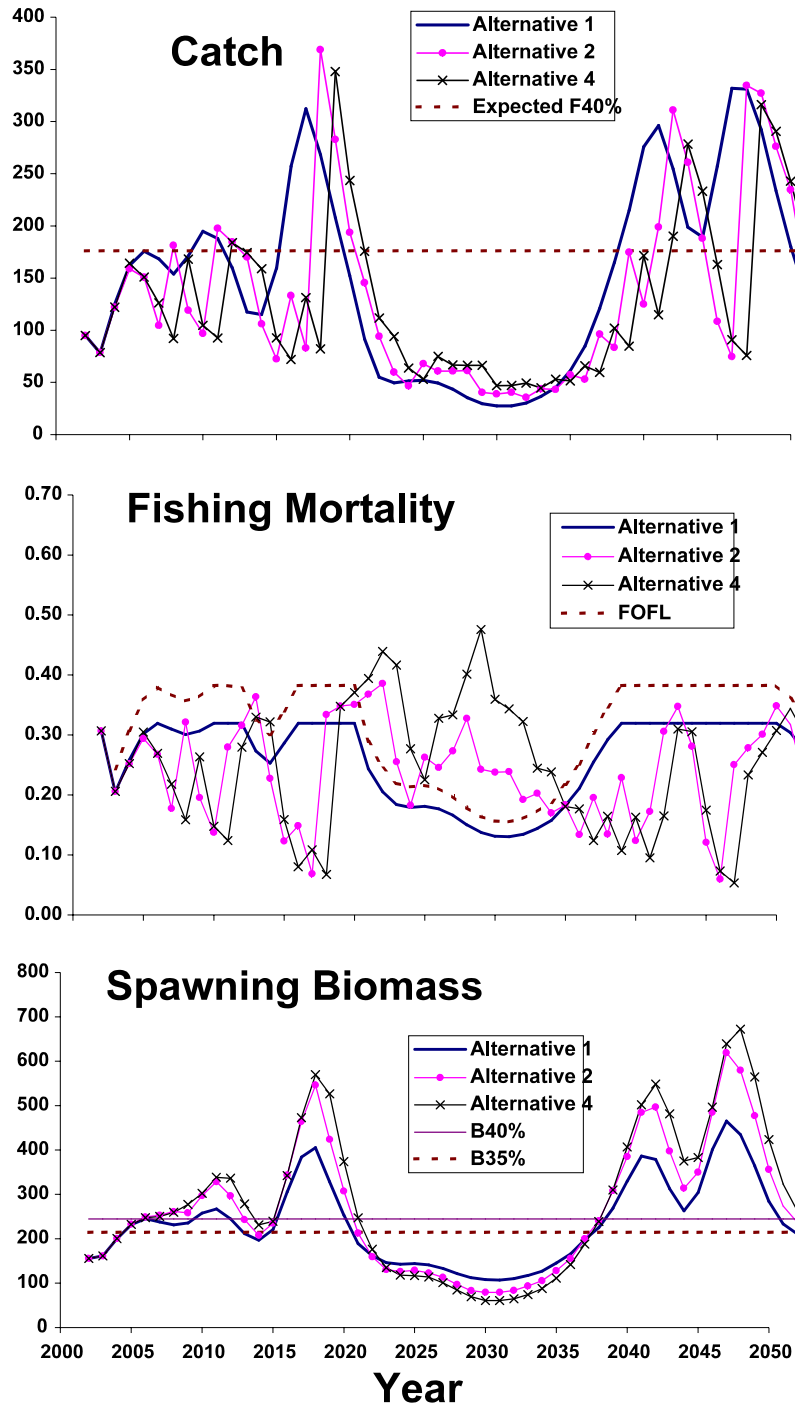 Catch
400
350
300
250
200
150
100
50
0
Alternative 1
Alternative 2
Alternative 4
Expected F40%
Fishing Mortality
0.70
0.60
0.50
0.40
0.30
0.20
0.10
0.00
Alternative 1
Alternative 2
Alternative 4
FOFL
Spawning Biomass
800
700
600
500
400
300
200
100
0
Alternative 1
Alternative 2
Alternative 4
B40%
B35%
2000 2005 2010 2015 2020 2025 2030 2035 2040 2045 2050
Year